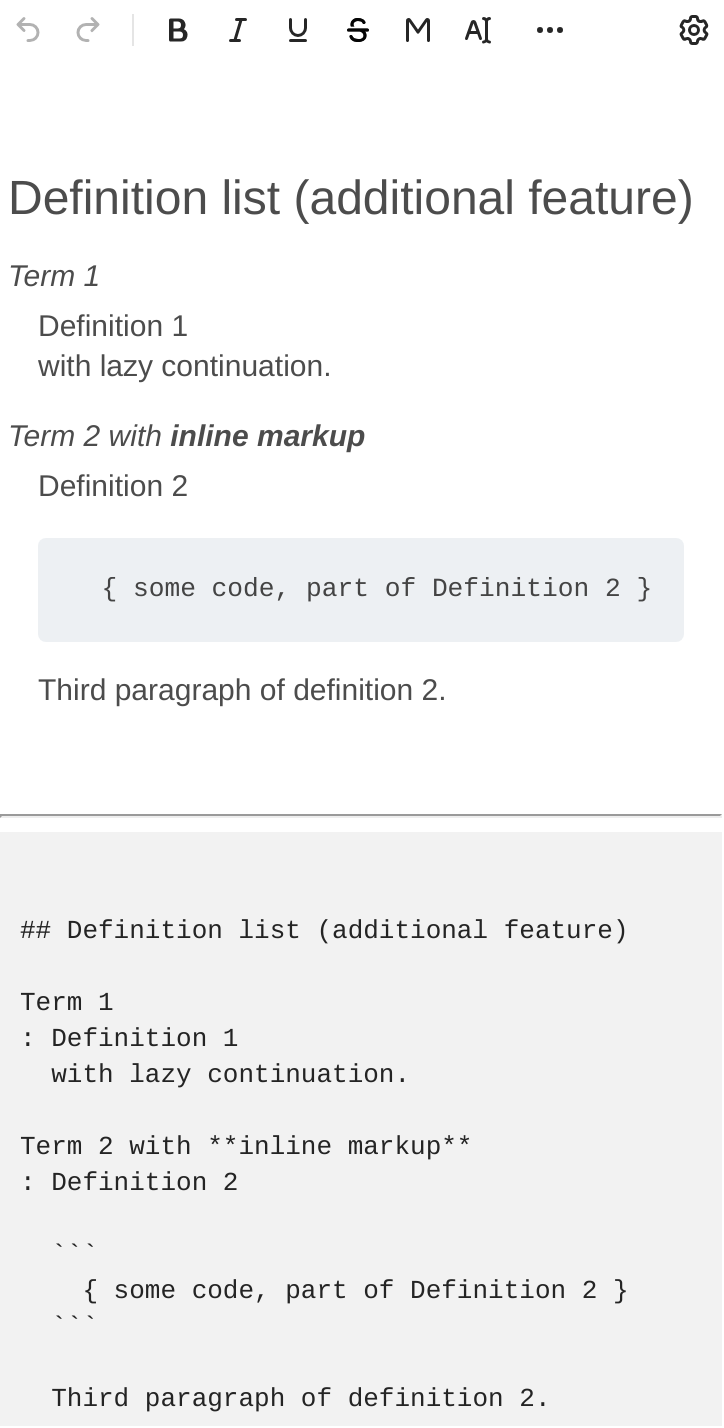 Definition list (additional feature)
Term 1
Definition 1
with lazy continuation.
Term 2 with inline markup
Definition 2
{ some code, part of Definition 2 }
Third paragraph of definition 2.
## Definition list (additional feature)
Term 1
: Definition 1
  with lazy continuation.
Term 2 with **inline markup**
: Definition 2
  ```
    { some code, part of Definition 2 }
  ```
  Third paragraph of definition 2.